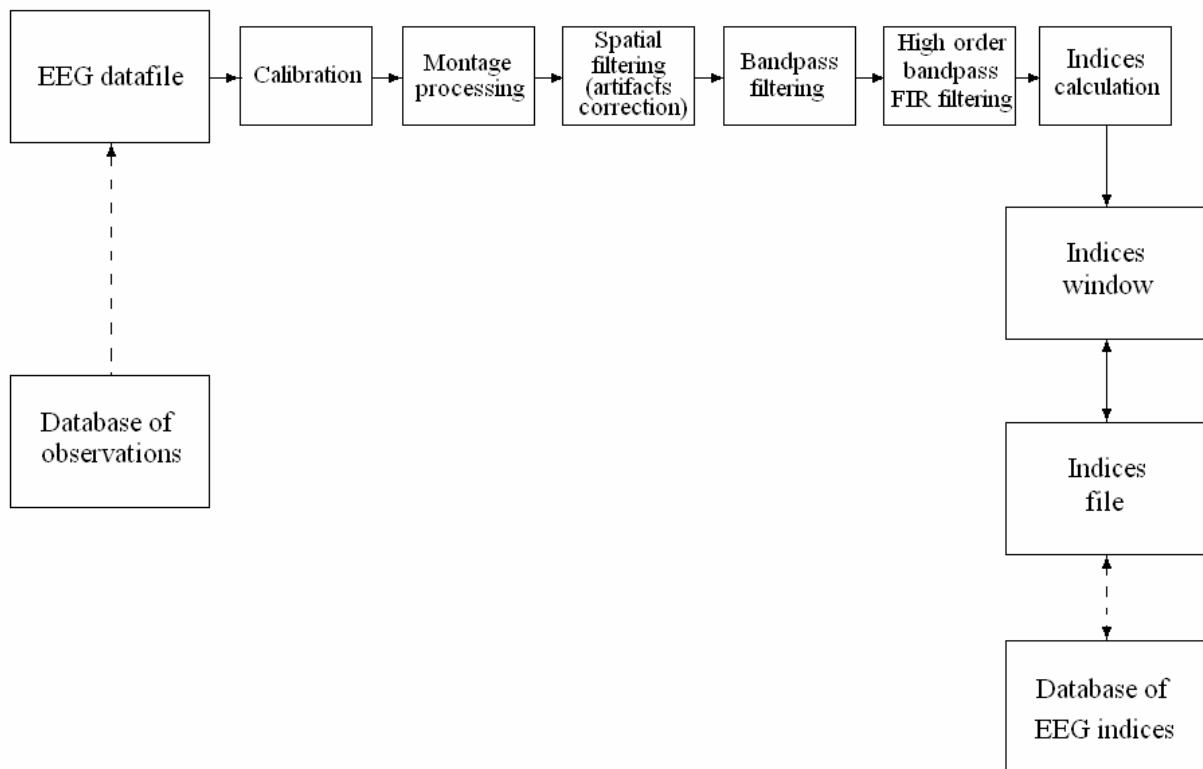 EEG datafile
Calibration
Montage
processing
Spatial
filtering
(artifacts
correction)
Bandpass
filtering
High order
bandpass
FIR filtering
Indices
calculation
Indices
window
Database of
observations
Indices
file
Database of
EEG indices